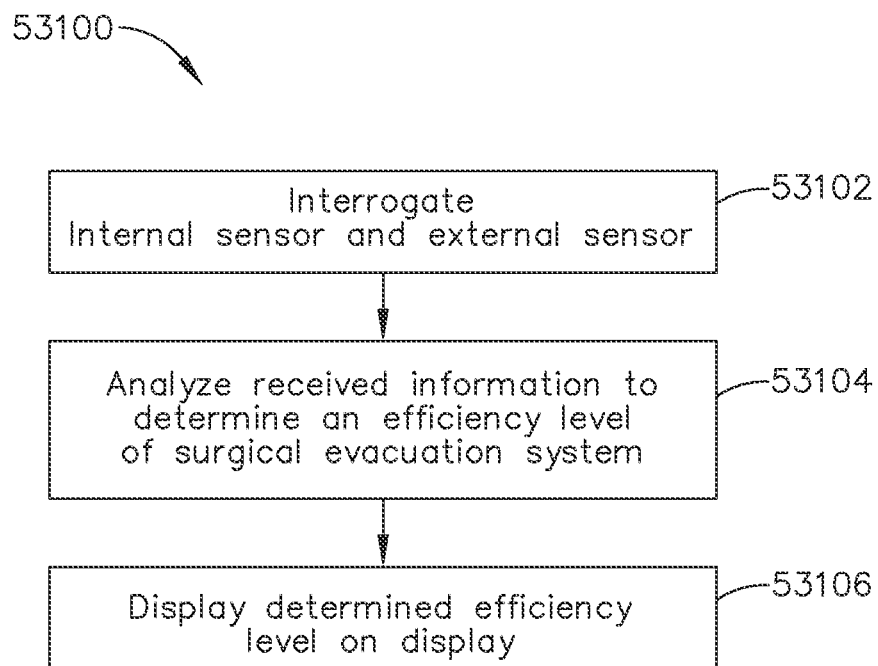 53100
Interrogate
Internal sensor and external sensor
53102
Analyze received information to
determine an efficiency level
of surgical evacuation system
53104
Display determined efficiency
level on display
53106